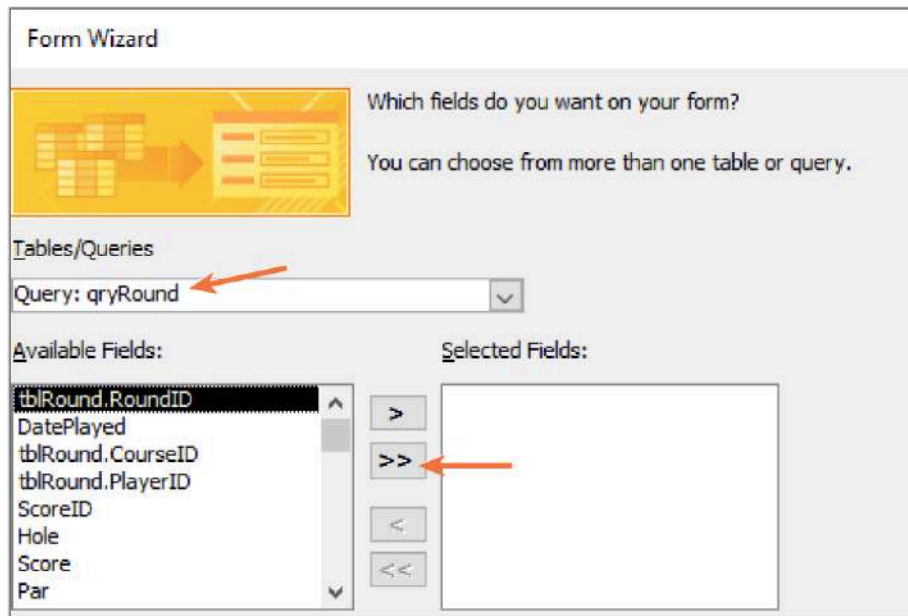 Form Wizard
Which fields do you want on your form?
You can choose from more than one table or query.
Tables/Queries
Query: qryRound
Available Fields:
Selected Fields:
tblRound.RoundID
DatePlayed
tblRound.CourseID
tblRound.PlayerID
ScoreID
Hole
Score
Par
>
>>
<
<<